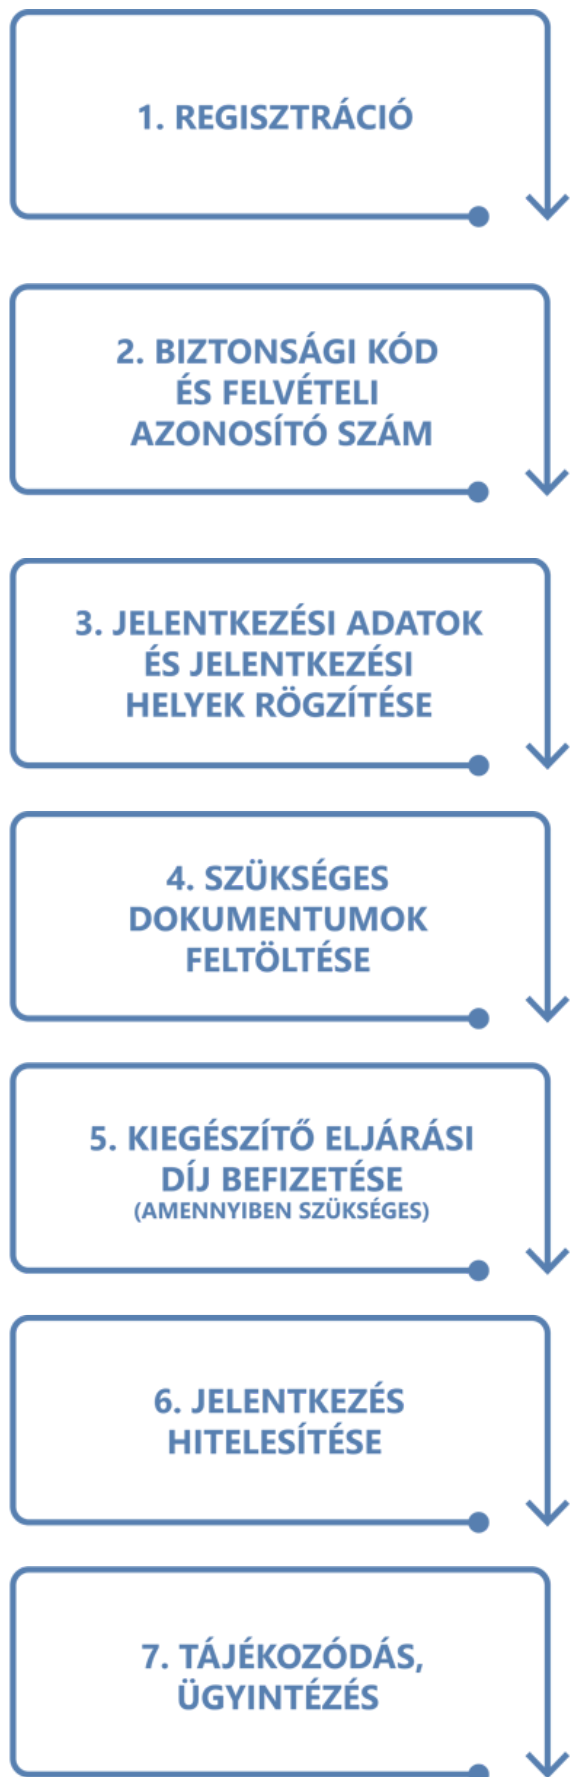 1. REGISZTRÁCIÓ
2. BIZTONSÁGI KÓD
ÉS FELVÉTELI
AZONOSÍTÓ SZÁM
3. JELENTKEZÉSI ADATOK
ÉS JELENTKEZÉSI
HELYEK RÖGZÍTÉSE
4. SZÜKSÉGES
DOKUMENTUMOK
FELTÖLTÉSE
5. KIEGÉSZÍTŐ ELJÁRÁSI
DÍJ BEFIZETÉSE
(AMENNYIBEN SZÜKSÉGES)
6. JELENTKEZÉS
HITELESÍTÉSE
7. TÁJÉKOZÓDÁS,
ÜGYINTÉZÉS